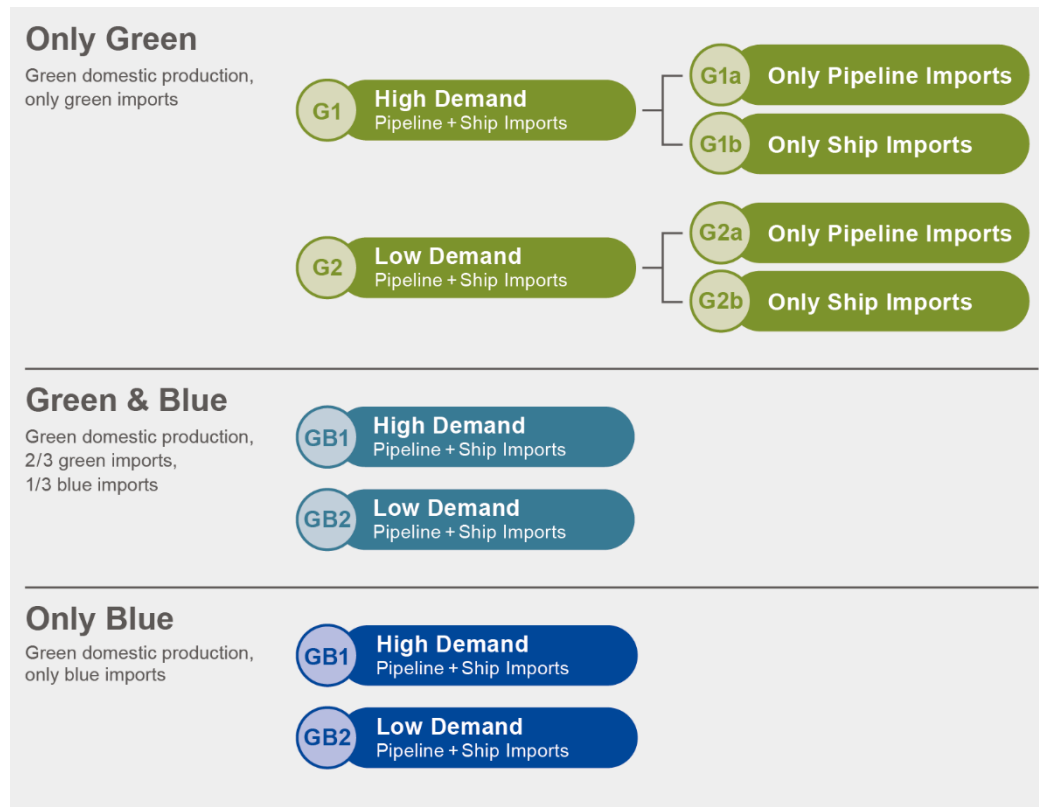 Only Green
Green domestic production,
only green imports
G1
High Demand
Pipeline + Ship Imports
G1a
Only Pipeline Imports
G1b
Only Ship Imports
G2
Low Demand
Pipeline + Ship Imports
G2a
Only Pipeline Imports
G2b
Only Ship Imports
Green & Blue
Green domestic production,
2/3 green imports,
1/3 blue imports
GB1
High Demand
Pipeline + Ship Imports
GB2
Low Demand
Pipeline + Ship Imports
Only Blue
Green domestic production,
only blue imports
GB1
High Demand
Pipeline + Ship Imports
GB2
Low Demand
Pipeline + Ship Imports